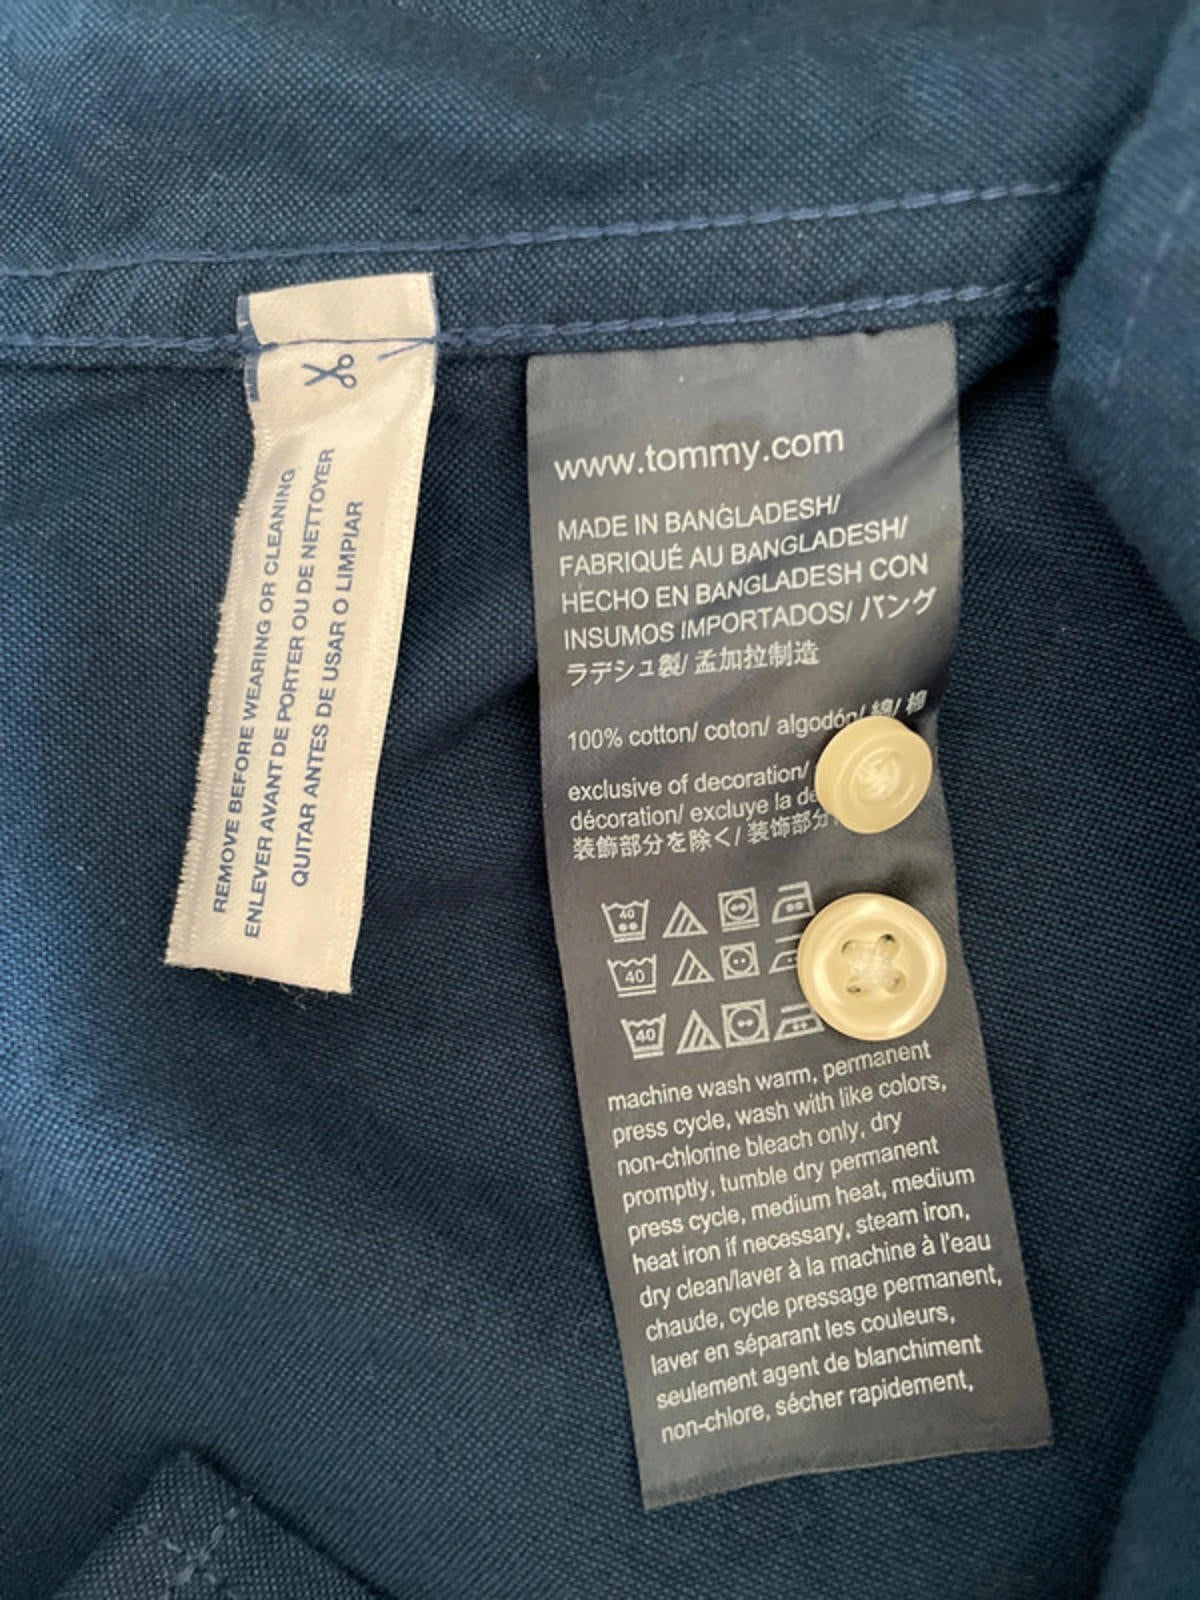 REMOVE BEFORE WEARING OR CLEANING
ENLEVER AVANT DE PORTER OU DE NETTOYER
QUITAR ANTES DE USAR O LIMPIAR
www.tommy.com
MADE IN BANGLADESH/
FABRIQUÉ AU BANGLADESH/
HECHO EN BANGLADESH CON
INSUMOS IMPORTADOS/ バング
ラデシュ製/ 孟加拉制造
100% cotton/ coton/ algodón/ 綿/ 棉
exclusive of decoration/
décoration/ excluye la
装飾部分を除く/ 装饰部分
40
40
40
machine wash warm, permanent
press cycle, wash with like colors,
non-chlorine bleach only, dry
promptly, tumble dry permanent
press cycle, medium heat, medium
heat iron if necessary, steam iron,
dry clean/laver à la machine à l'eau
chaude, cycle pressage permanent,
laver en séparant les couleurs,
seulement agent de blanchiment
non-chlore, sécher rapidement,